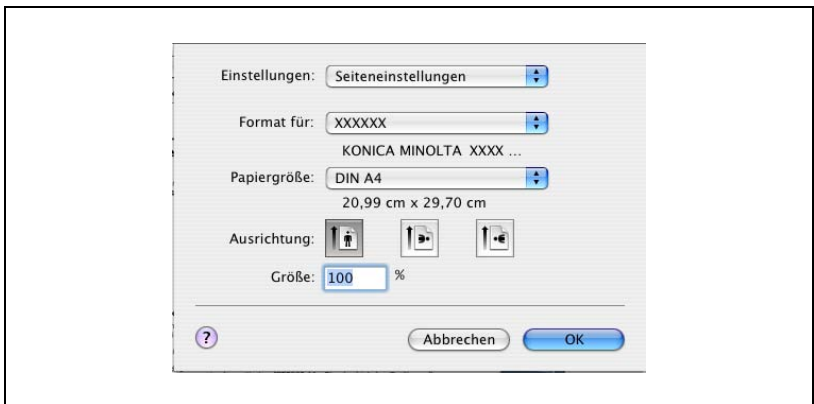 Einstellungen: Seiteneinstellungen
Format für: XXXXXX
KONICA MINOLTA XXXX ...
Papiergröße: DIN A4
20,99 cm x 29,70 cm
Ausrichtung:
Größe: 100 %
? Abbrechen OK